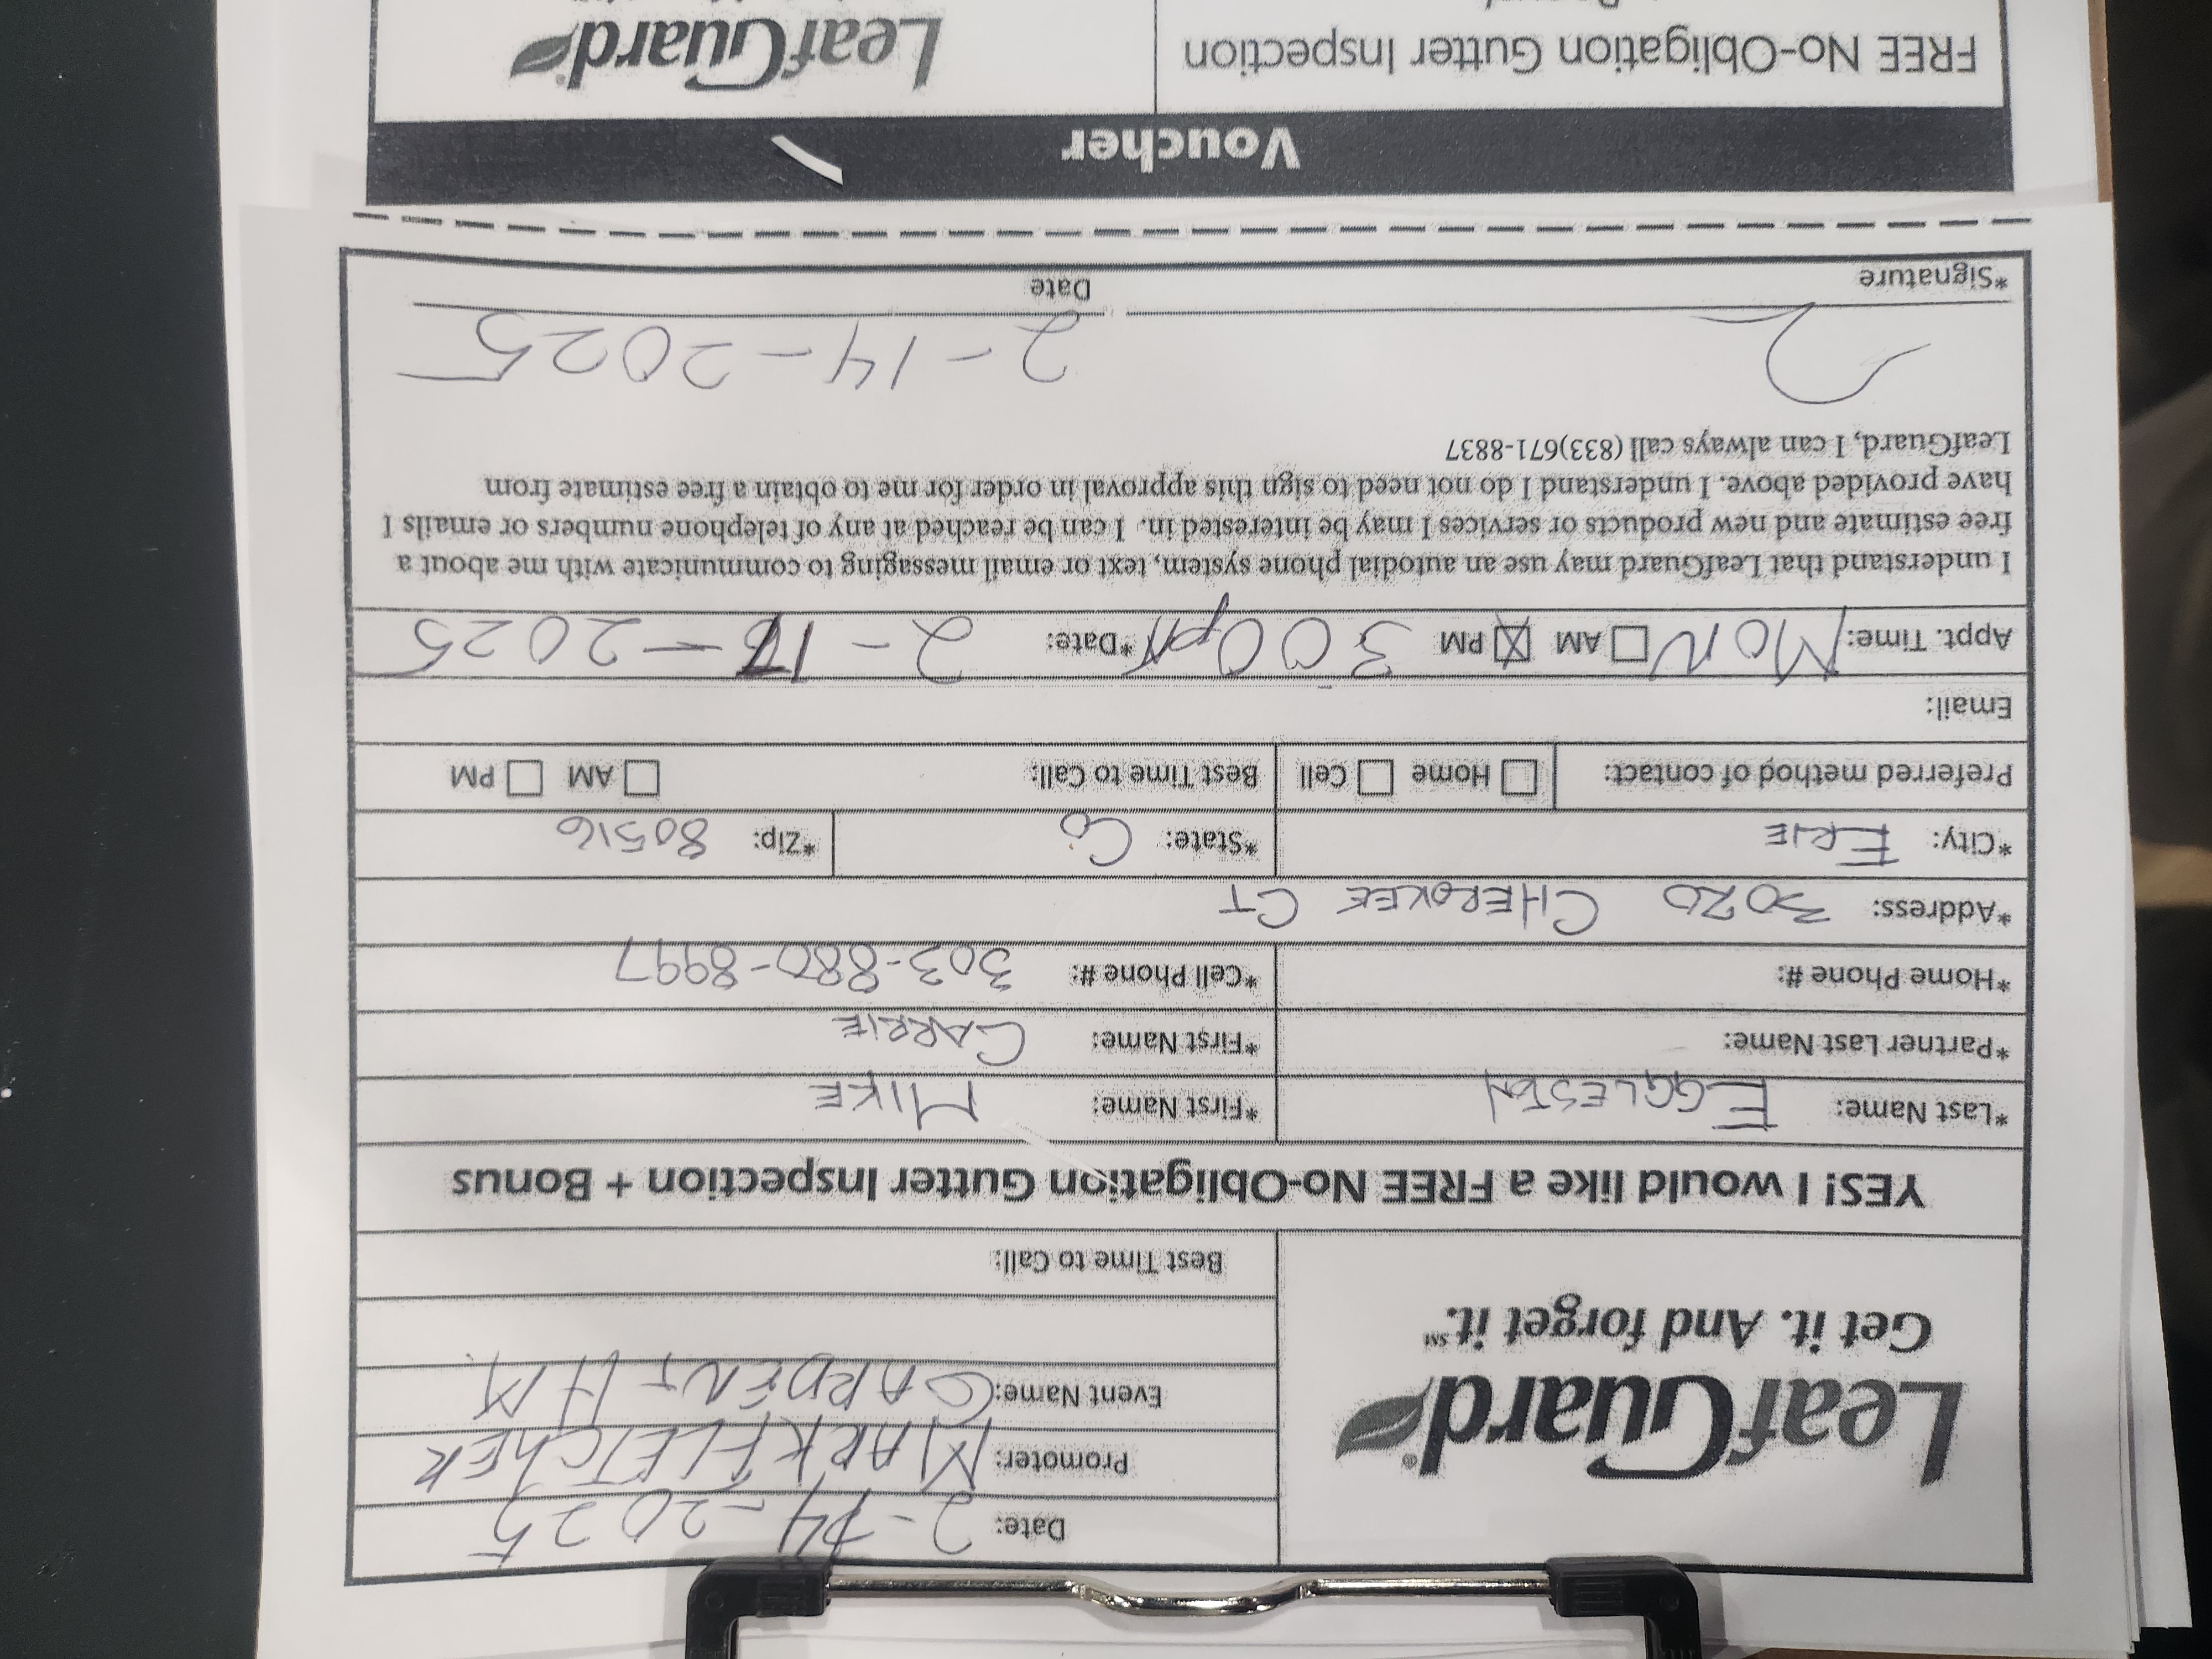 LeafGuard®
Get it. And forget it.℠
Date: 2-14-2025
Promoter: MARK FLETCHER
Event Name: GARDEN + HM
Best Time to Call:
YES! I would like a FREE No-Obligation Gutter Inspection + Bonus
*Last Name: EGGLESTON *First Name: MIKE
*Partner Last Name: *First Name: CARRIE
*Home Phone #: *Cell Phone #: 303-880-8997
*Address: 3020 CHEROKEE CT
*City: ERIE *State: CO *Zip: 80516
Preferred method of contact: Home Cell Best Time to Call: AM PM
Email:
Appt. Time: MON AM PM 300pm *Date: 2- -2025
I understand that LeafGuard may use an autodial phone system, text or email messaging to communicate with me about a
free estimate and new products or services I may be interested in. I can be reached at any of telephone numbers or emails I
have provided above. I understand I do not need to sign this approval in order for me to obtain a free estimate from
LeafGuard, I can always call (833)671-8837
2-14-2025
*Signature Date
Voucher
FREE No-Obligation Gutter Inspection
LeafGuard